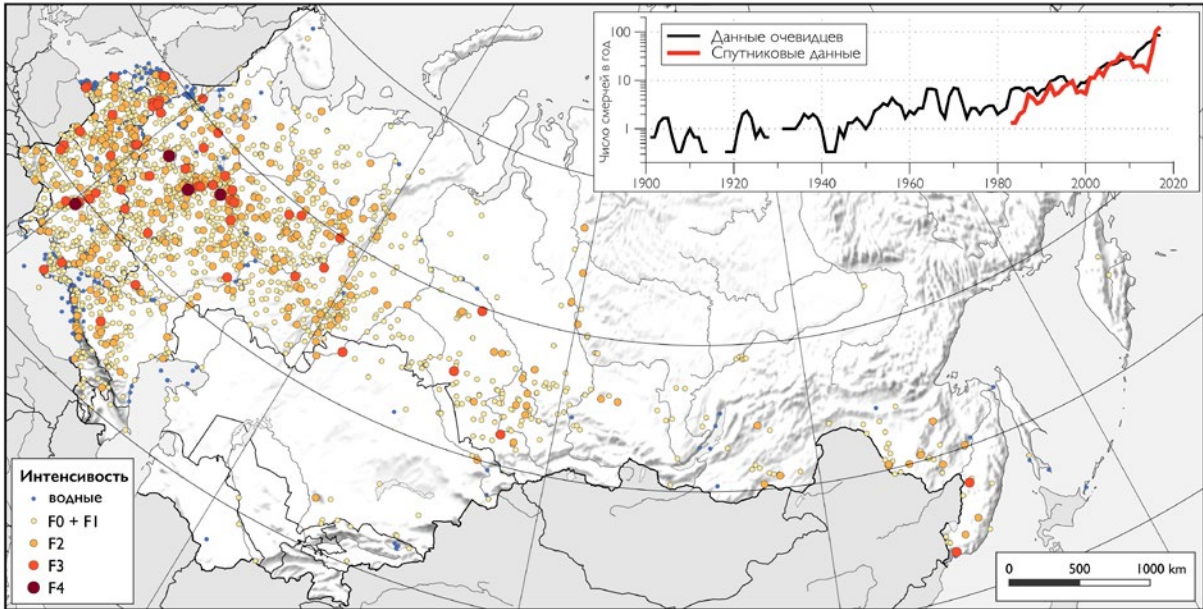 Данные очевидцев
Спутниковые данные
Число смерчей в год
100
10
1
1900 1920 1940 1960 1980 2000 2020
Интенсивность
водные
F0 + F1
F2
F3
F4
0 500 1000 км